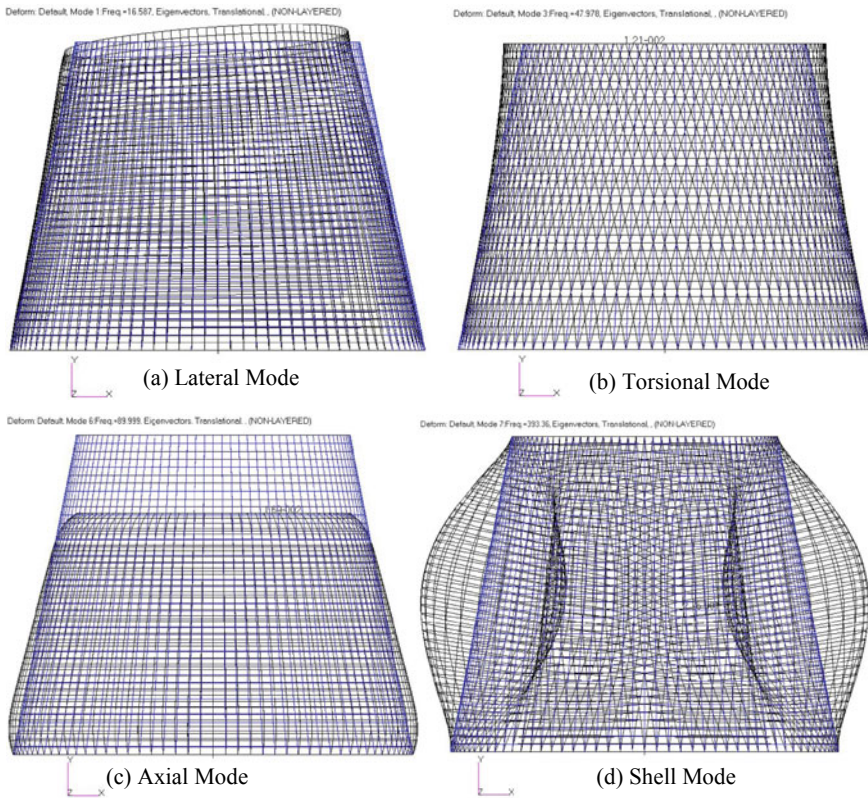 Deform: Default, Mode 1:Freq.=16.587, Eigenvectors, Translational, , (NON-LAYERED)
Deform: Default, Mode 3:Freq.=47.978, Eigenvectors, Translational, , (NON-LAYERED)
1.21-002
Y
Z X
(a) Lateral Mode
Y
Z X
(b) Torsional Mode
Deform: Default, Mode 6:Freq.=89.999, Eigenvectors, Translational, , (NON-LAYERED)
Deform: Default, Mode 7:Freq.=393.36, Eigenvectors, Translational, , (NON-LAYERED)
Y
Z X
(c) Axial Mode
Y
Z X
(d) Shell Mode